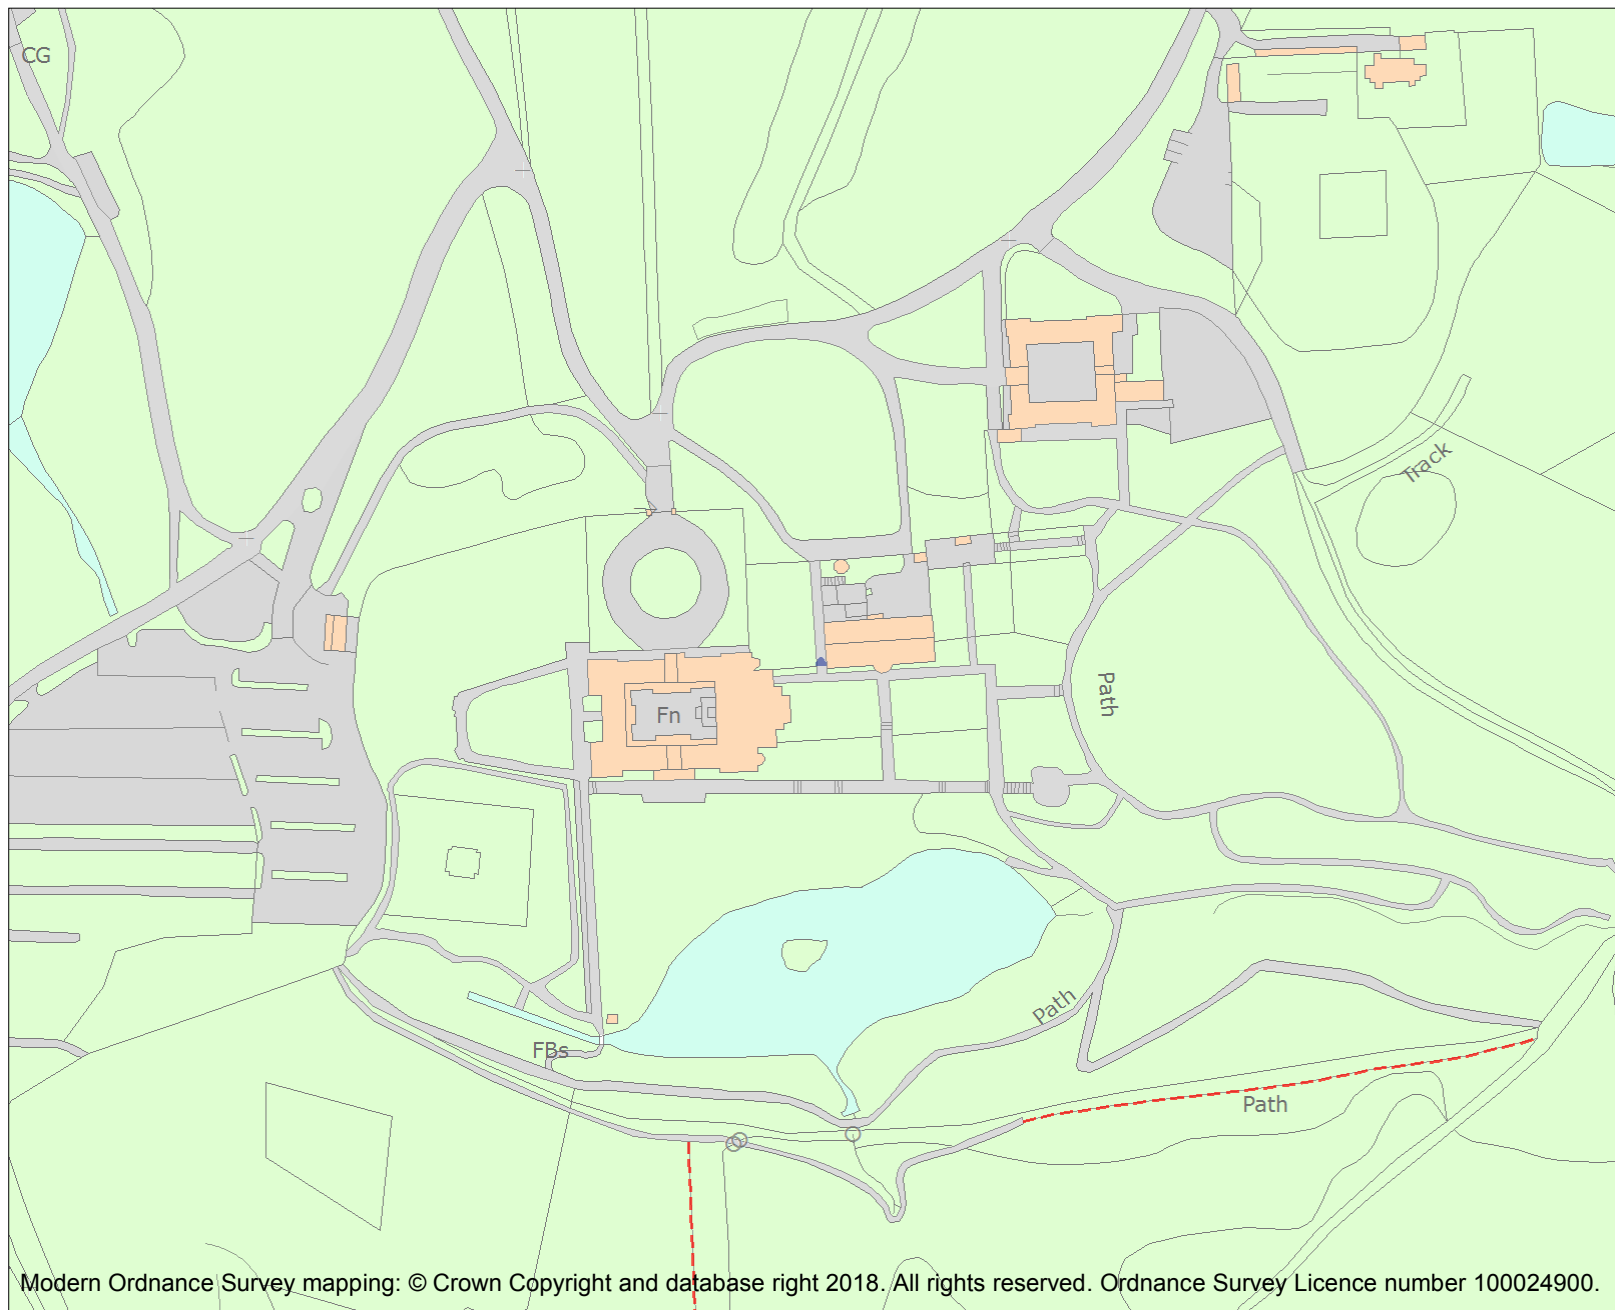 CG
Track
Fn
Path
Path
FBs
Path
Modern Ordnance Survey mapping: © Crown Copyright and database right 2018. All rights reserved. Ordnance Survey Licence number 100024900.